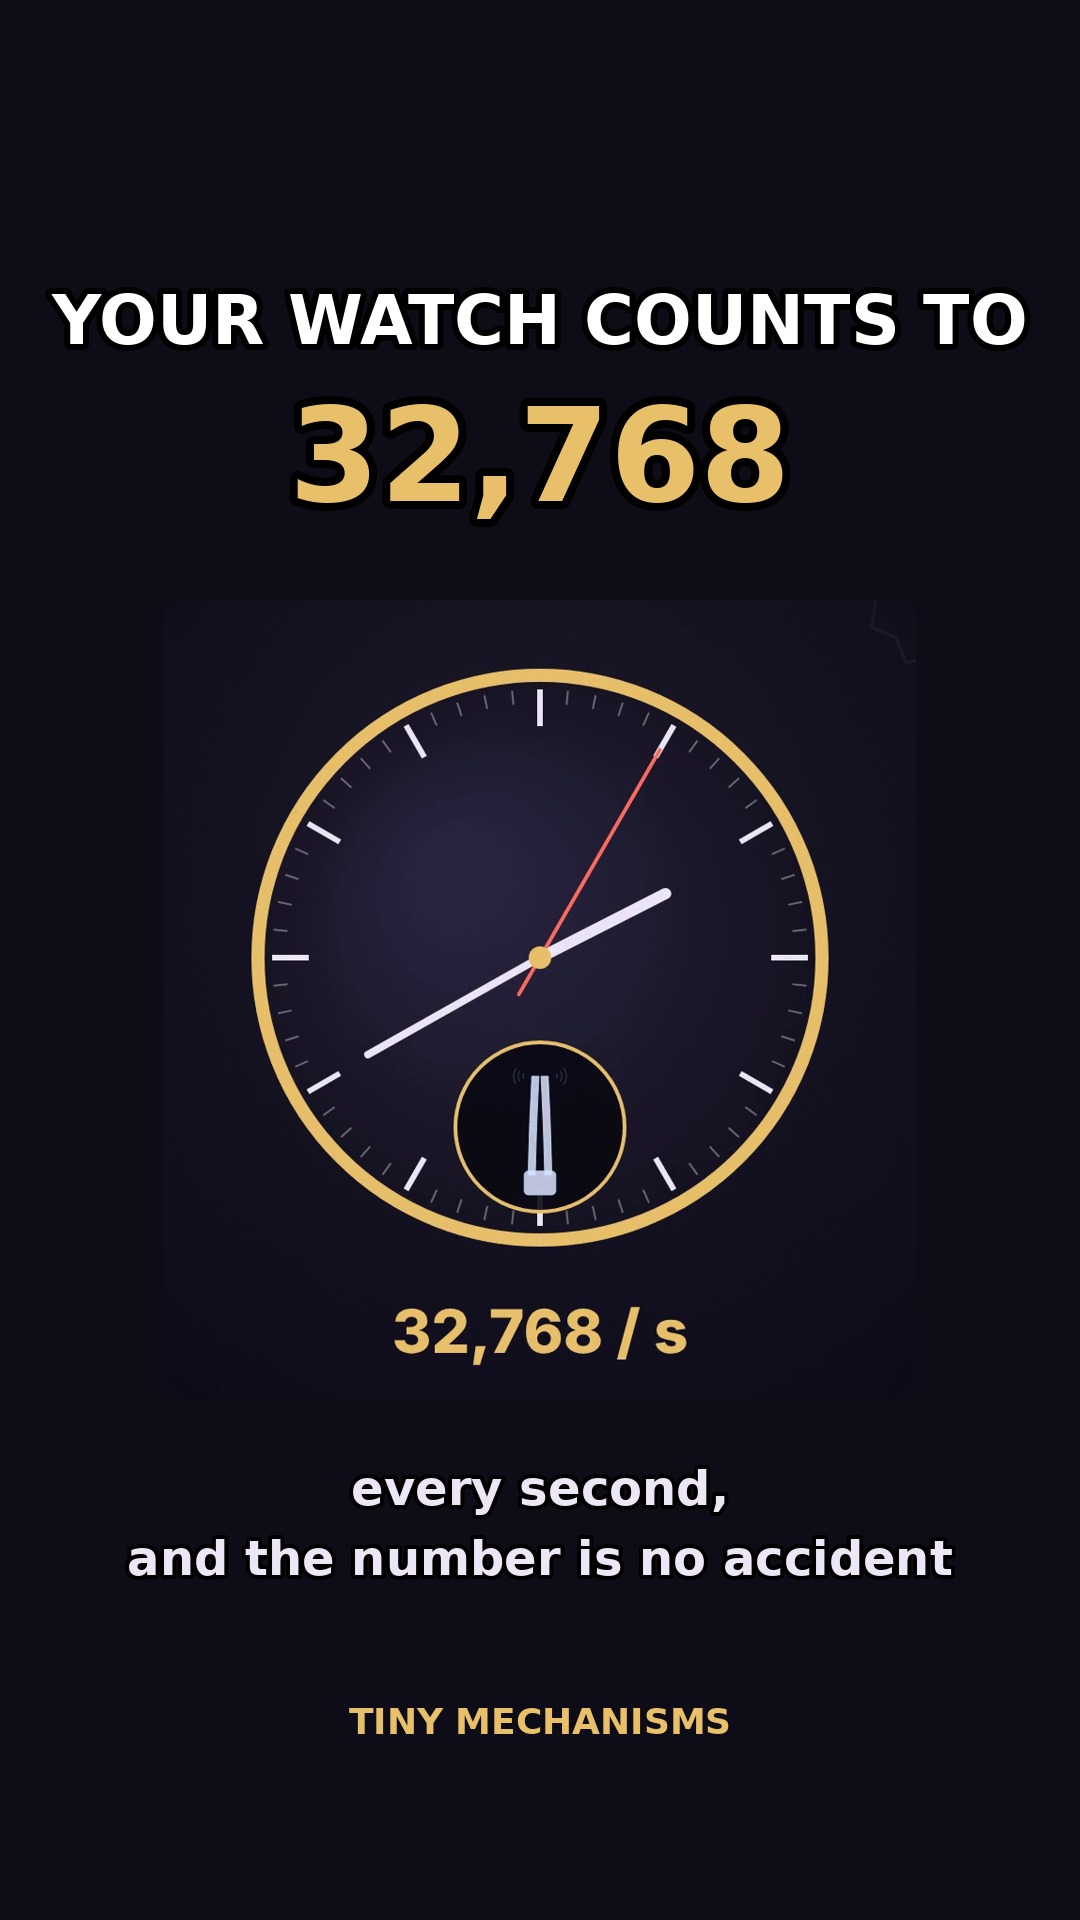 YOUR WATCH COUNTS TO
32,768
32,768 / s
every second,
and the number is no accident
TINY MECHANISMS